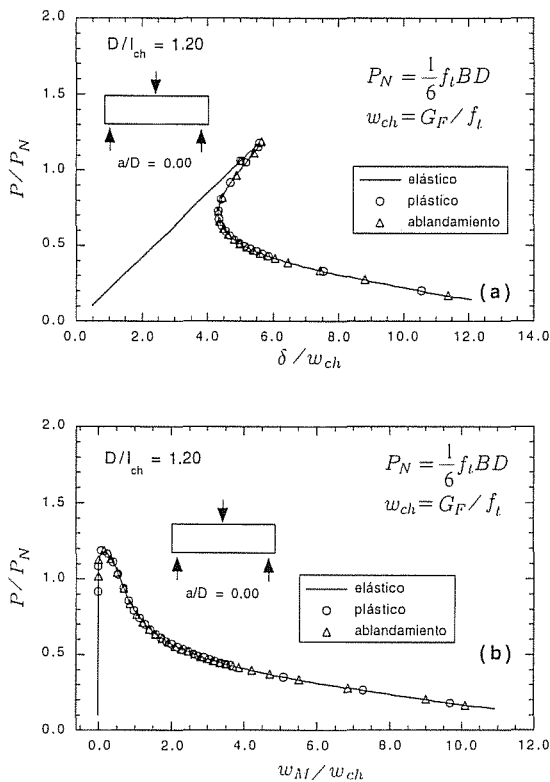 2.0
D/l_ch = 1.20
P_N = 1/6 f_t BD
w_ch = G_F / f_t
1.5
a/D = 0.00
elástico
plástico
ablandamiento
P/P_N
1.0
0.5
(a)
0.0
0.0 2.0 4.0 6.0 8.0 10.0 12.0 14.0
δ/w_ch
2.0
D/l_ch = 1.20
P_N = 1/6 f_t BD
w_ch = G_F / f_t
1.5
a/D = 0.00
elástico
plástico
ablandamiento
P/P_N
1.0
0.5
(b)
0.0
0.0 2.0 4.0 6.0 8.0 10.0 12.0
w_M/w_ch